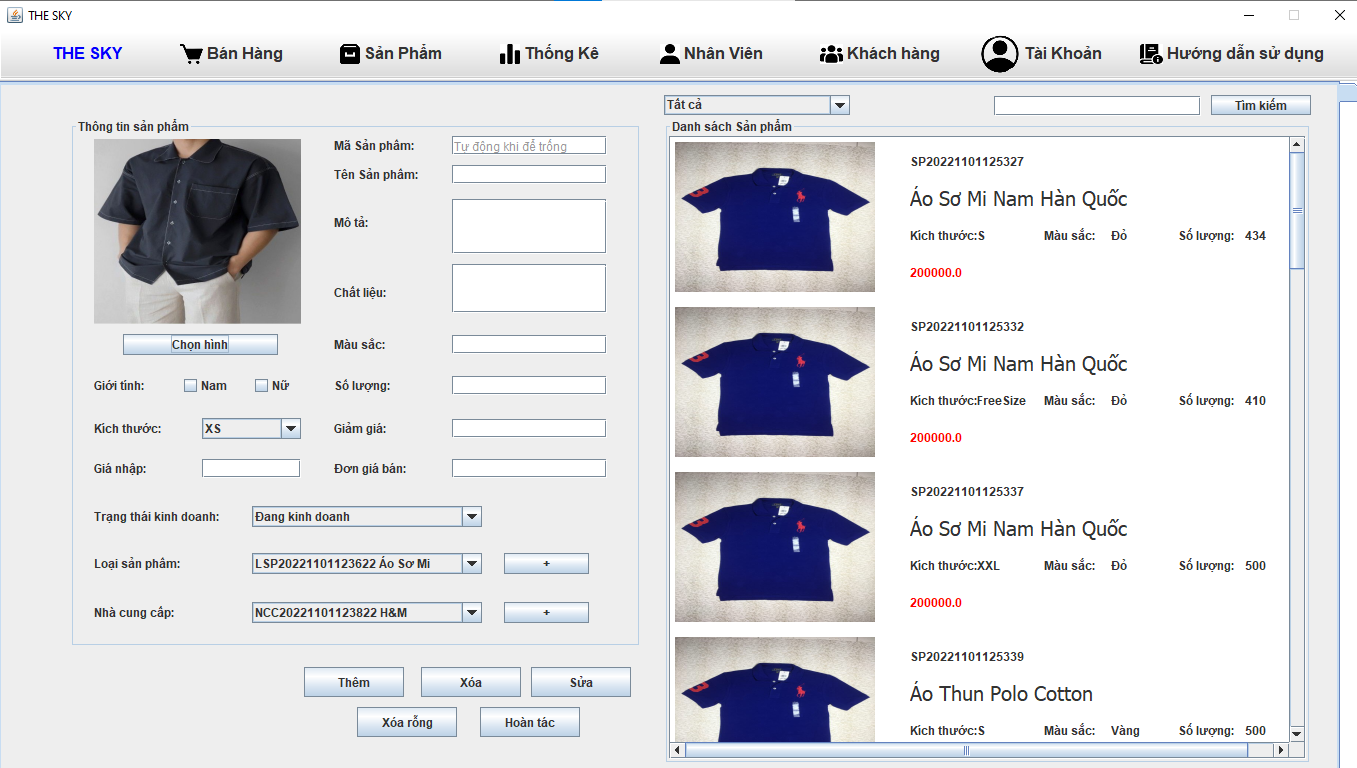 THE SKY
THE SKY Bán Hàng Sản Phẩm Thống Kê Nhân Viên Khách hàng Tài Khoản Hướng dẫn sử dụng
Tất cả
Tìm kiếm
Thông tin sản phẩm
Mã Sản phẩm: Tự động khi để trống
Tên Sản phẩm:
Mô tả:
Chất liệu:
Chọn hình
Màu sắc:
Giới tình: Nam Nữ
Số lượng:
Kích thước: XS
Giảm giá:
Giá nhập:
Đơn giá bán:
Trạng thái kinh doanh: Đang kinh doanh
Loại sản phẩm: LSP20221101123622 Áo Sơ Mi +
Nhà cung cấp: NCC20221101123822 H&M +
Thêm Xóa Sửa
Xóa rỗng Hoàn tác
Danh sách Sản phẩm
SP20221101125327
Áo Sơ Mi Nam Hàn Quốc
Kích thước:S Màu sắc: Đỏ Số lượng: 434
200000.0
SP20221101125332
Áo Sơ Mi Nam Hàn Quốc
Kích thước:FreeSize Màu sắc: Đỏ Số lượng: 410
200000.0
SP20221101125337
Áo Sơ Mi Nam Hàn Quốc
Kích thước:XXL Màu sắc: Đỏ Số lượng: 500
200000.0
SP20221101125339
Áo Thun Polo Cotton
Kích thước:S Màu sắc: Vàng Số lượng: 500